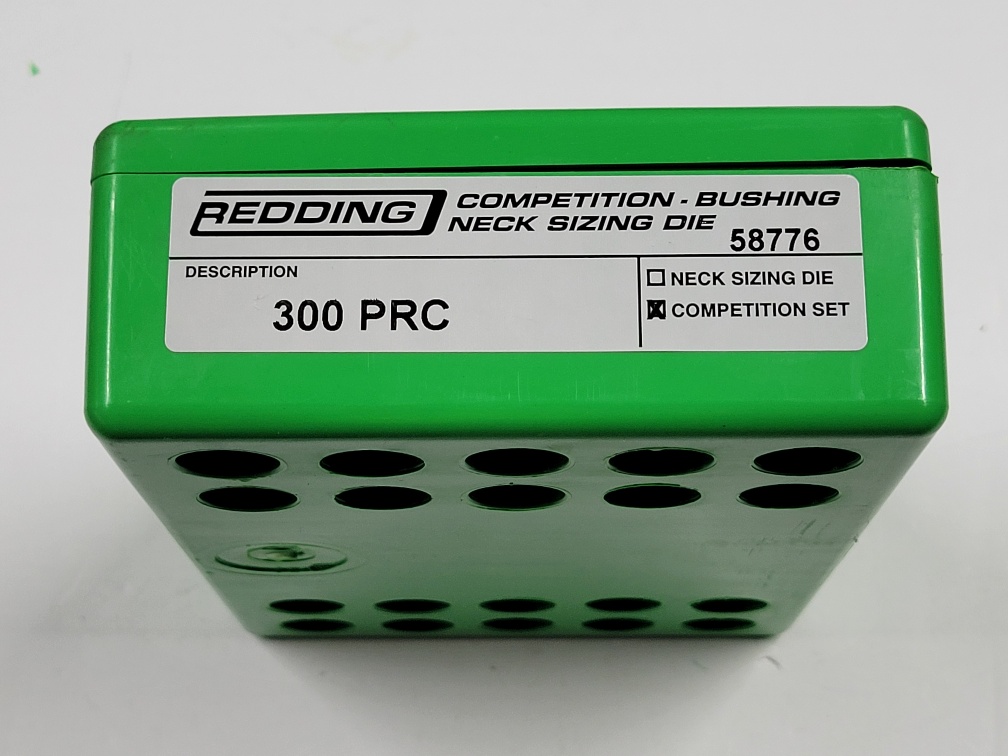 REDDING COMPETITION - BUSHING
NECK SIZING DIE
58776
DESCRIPTION
300 PRC
NECK SIZING DIE
COMPETITION SET